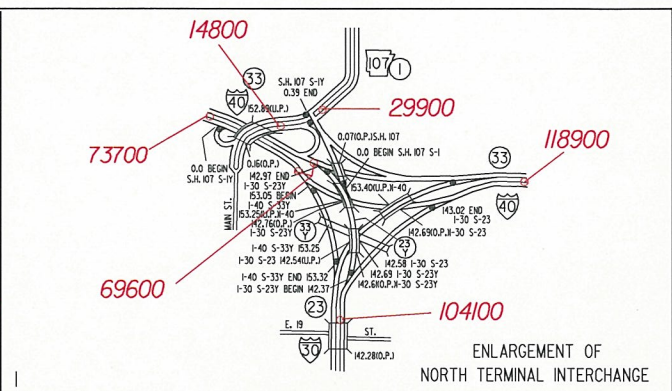 14800
33
40
152.89(U.P.)
S.H. 107 S-1Y
0.39 END
107
1
29900
118900
33
40
73700
0.0 BEGIN
S.H. 107 S-1Y
0.16(O.P.)
MAIN ST.
0.07(O.P.)S.H. 107
0.0 BEGIN S.H. 107 S-1
142.97 END
I-30 S-23Y
153.05 BEGIN
I-40 S-33Y
153.25(U.P.)I-40
142.76(O.P.)
I-30 S-23Y
153.40(U.P.)I-40
33
Y
I-40 S-33Y 153.25
I-30 S-23 142.54(U.P.)
I-40 S-33Y END 153.32
I-30 S-23Y BEGIN 142.37
143.02 END
I-30 S-23
142.69(O.P.)I-30 S-23
23
Y
142.58 I-30 S-23
142.69 I-30 S-23Y
142.61(O.P.)I-30 S-23Y
69600
23
104100
E. 19
ST.
30
142.28(O.P.)
ENLARGEMENT OF
NORTH TERMINAL INTERCHANGE